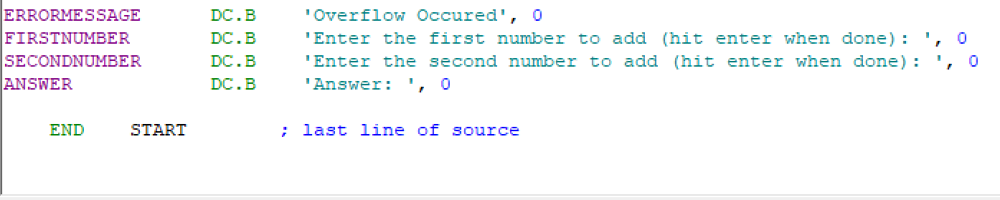 ERRORMESSAGE DC.B 'Overflow Occured', 0
FIRSTNUMBER DC.B 'Enter the first number to add (hit enter when done): ', 0
SECONDNUMBER DC.B 'Enter the second number to add (hit enter when done): ', 0
ANSWER DC.B 'Answer: ', 0
END START ; last line of source